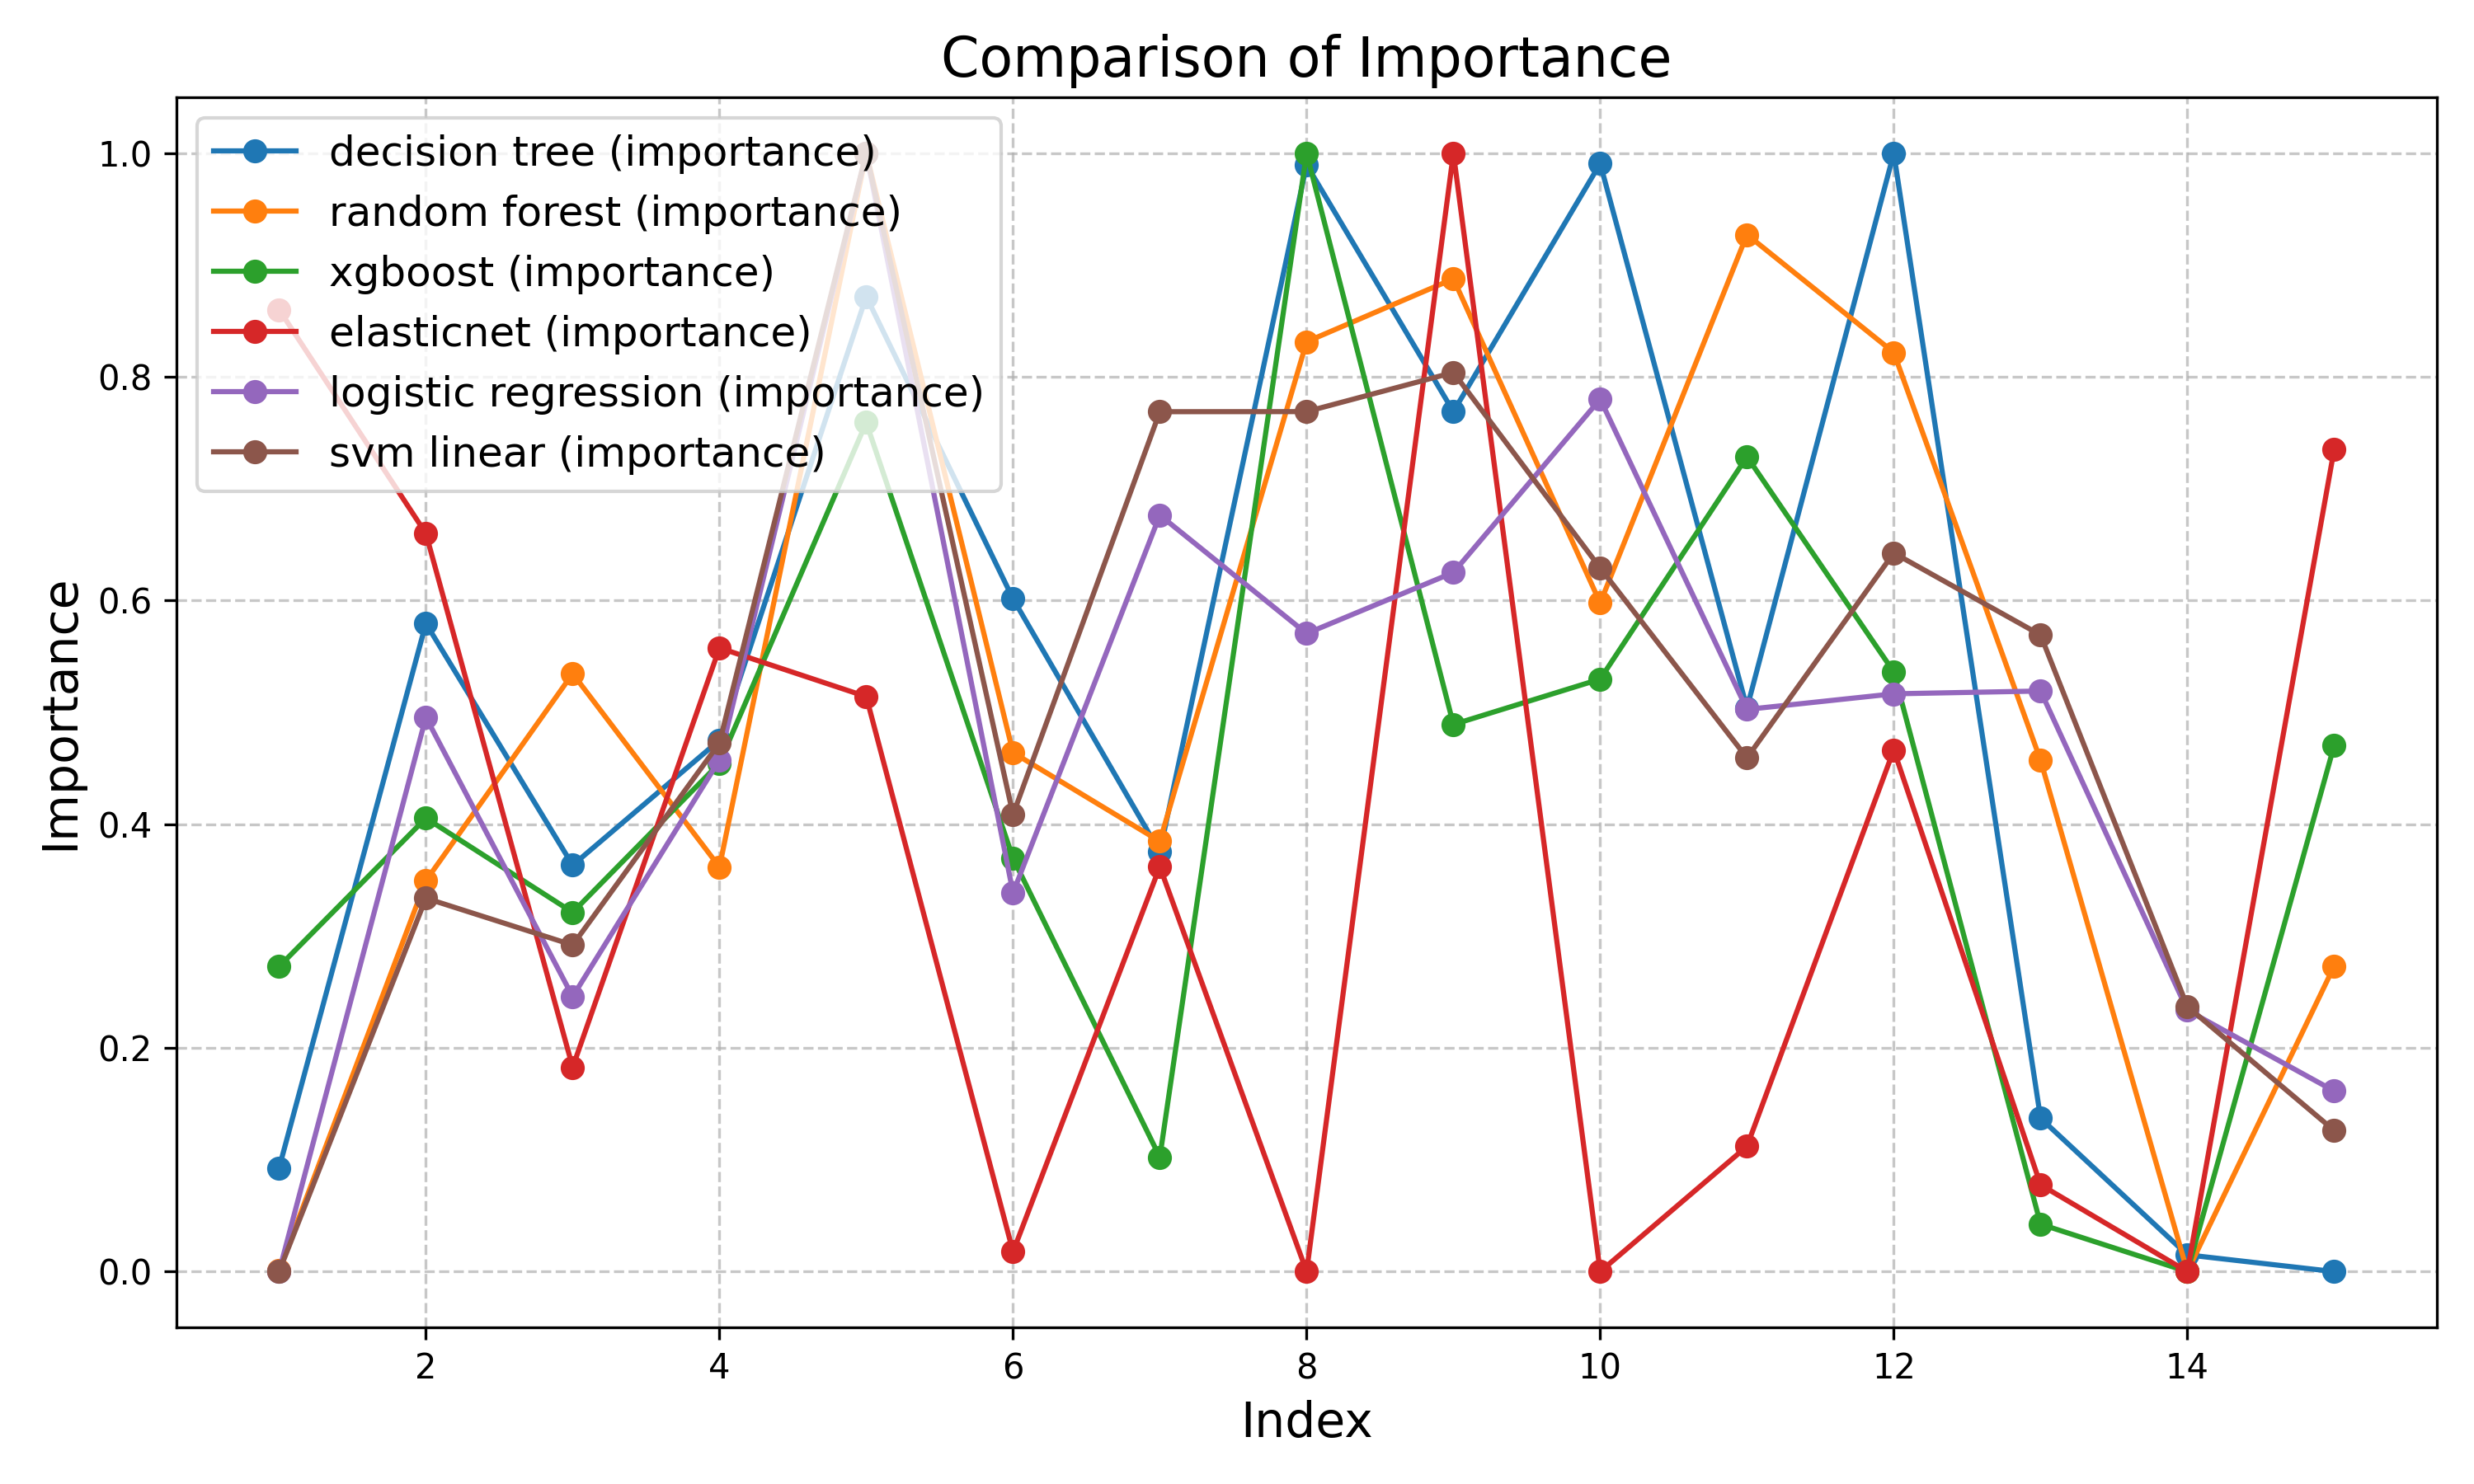 Comparison of Importance
decision tree (importance)
random forest (importance)
xgboost (importance)
elasticnet (importance)
logistic regression (importance)
svm linear (importance)
Importance
1.0
0.8
0.6
0.4
0.2
0.0
2 4 6 8 10 12 14
Index